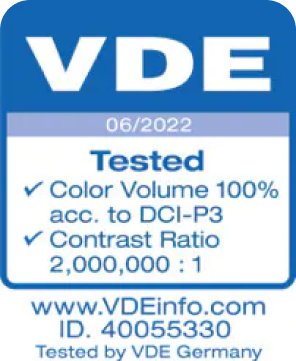 VDE
06/2022
Tested
✓ Color Volume 100%
acc. to DCI-P3
✓ Contrast Ratio
2,000,000 : 1
www.VDEinfo.com
ID. 40055330
Tested by VDE Germany